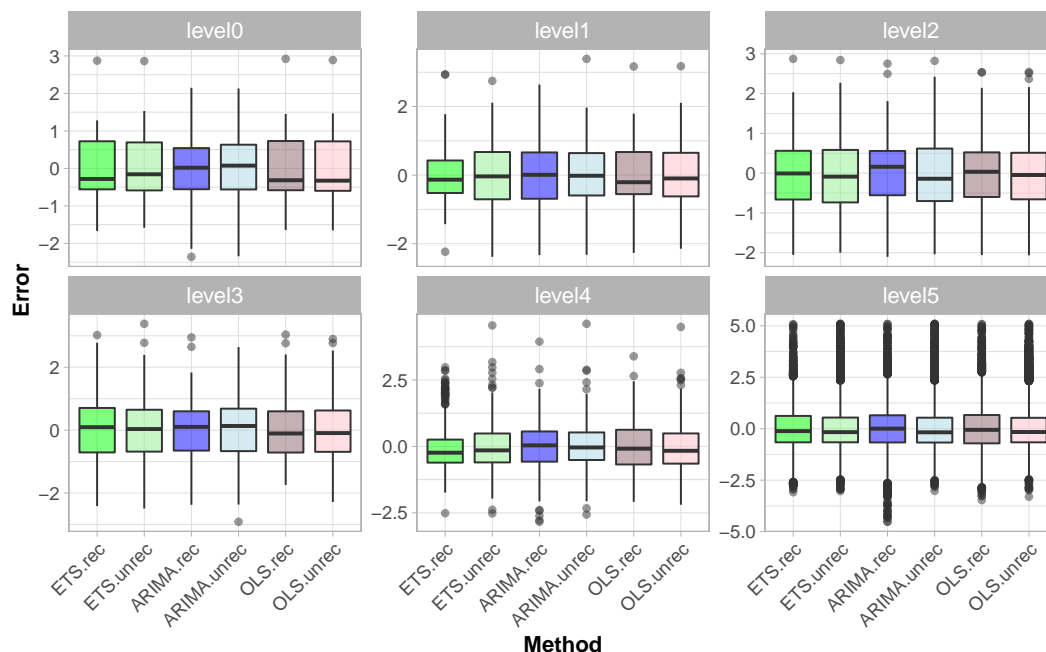 level0
level1
level2
3
2
1
0
−1
−2
2
0
−2
3
2
1
0
−1
−2
Error
level3
level4
level5
2
0
−2
2.5
0.0
−2.5
5.0
2.5
0.0
−2.5
−5.0
ETS.rec
ETS.unrec
ARIMA.rec
ARIMA.unrec
OLS.rec
OLS.unrec
ETS.rec
ETS.unrec
ARIMA.rec
ARIMA.unrec
OLS.rec
OLS.unrec
ETS.rec
ETS.unrec
ARIMA.rec
ARIMA.unrec
OLS.rec
OLS.unrec
Method